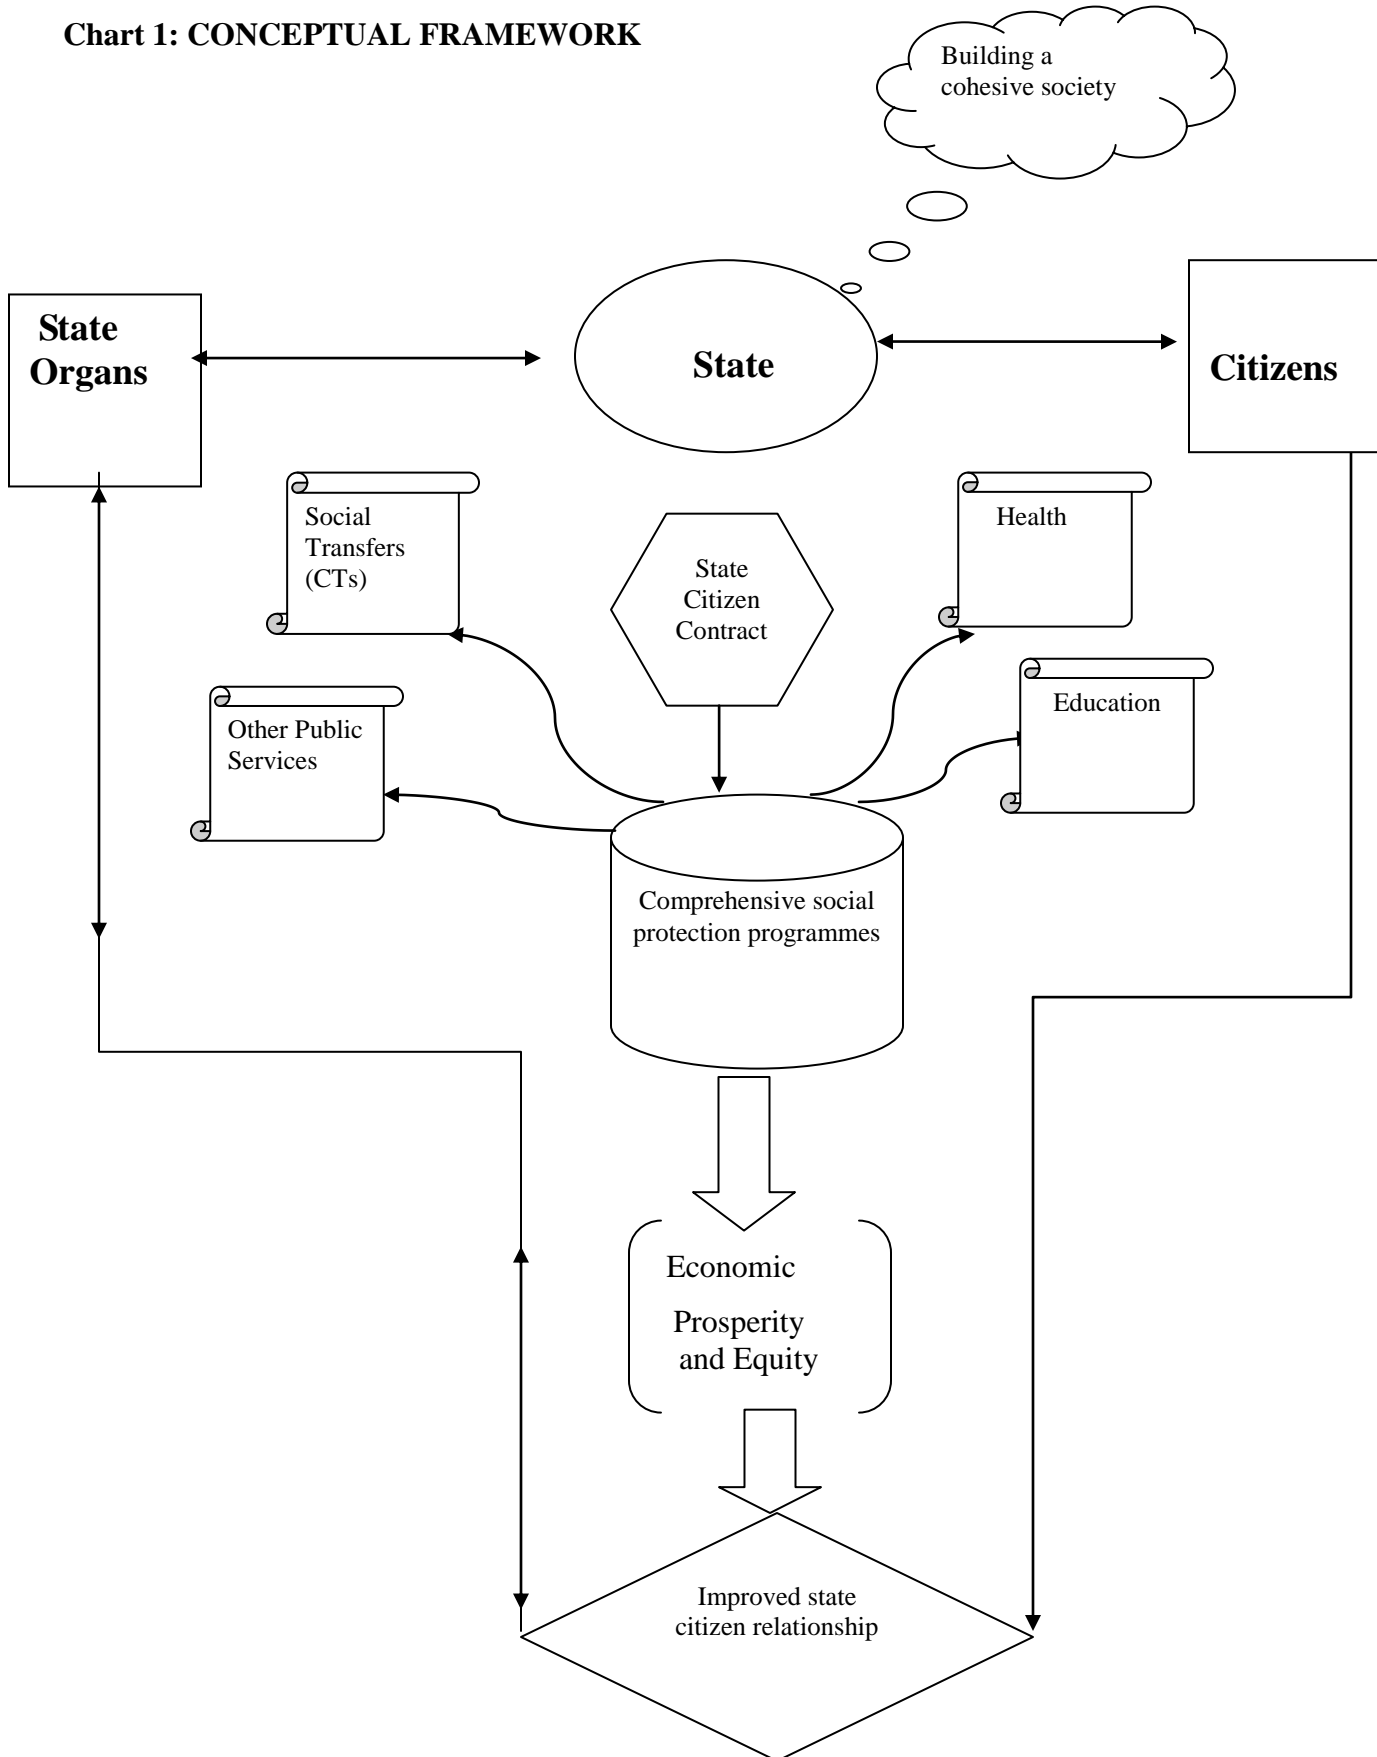 Chart 1: CONCEPTUAL FRAMEWORK
Building a
cohesive society
State
Organs
State
Citizens
Social
Transfers
(CTs)
State
Citizen
Contract
Health
Other Public
Services
Education
Comprehensive social
protection programmes
Economic
Prosperity
and Equity
Improved state
citizen relationship